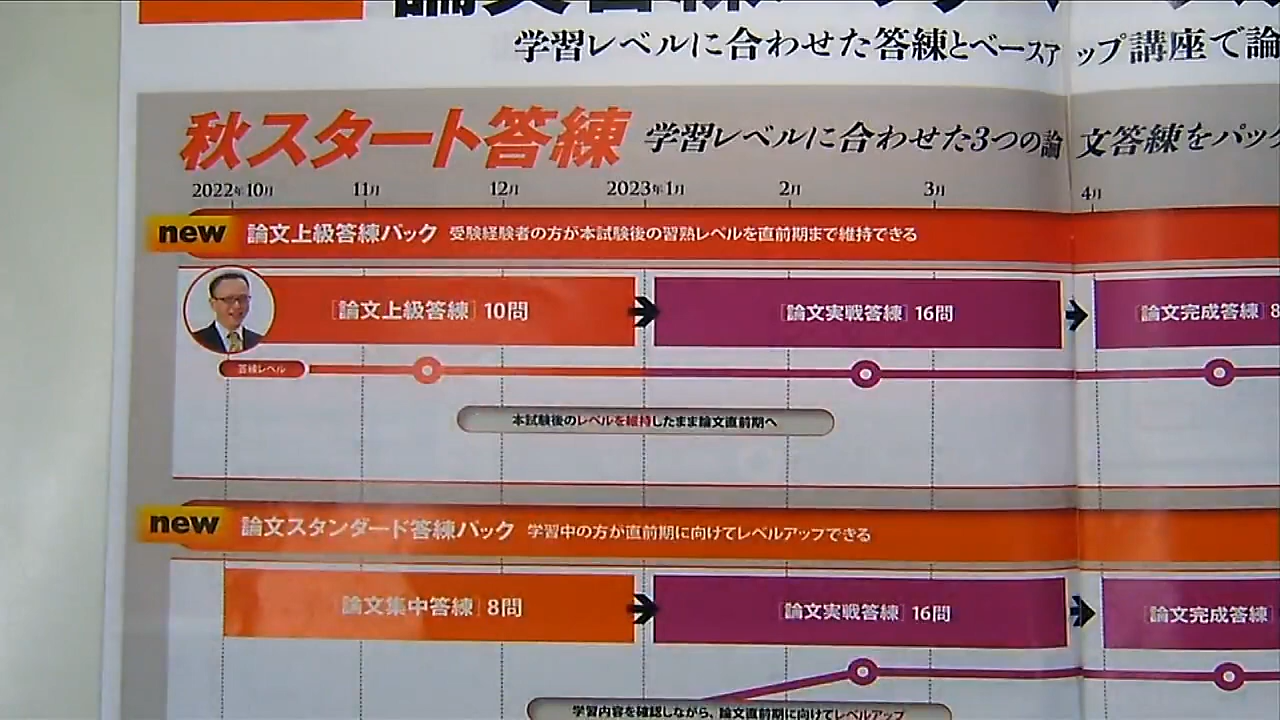 学習レベルに合わせた答練とベースアップ講座で論
秋スタート答練 学習レベルに合わせた3つの論文答練をパック
2022年10月 11月 12月 2023年1月 2月 3月 4月
new 論文上級答練パック 受験経験者の方が本試験後の習熟レベルを直前期まで維持できる
[論文上級答練] 10問 [論文実戦答練] 16問 [論文完成答練] 8
答練レベル
本試験後のレベルを維持したまま論文直前期へ
new 論文スタンダード答練パック 学習中の方が直前期に向けてレベルアップできる
[論文集中答練] 8問 [論文実戦答練] 16問 [論文完成答練]
学習内容を確認しながら、論文直前期に向けてレベルアップ